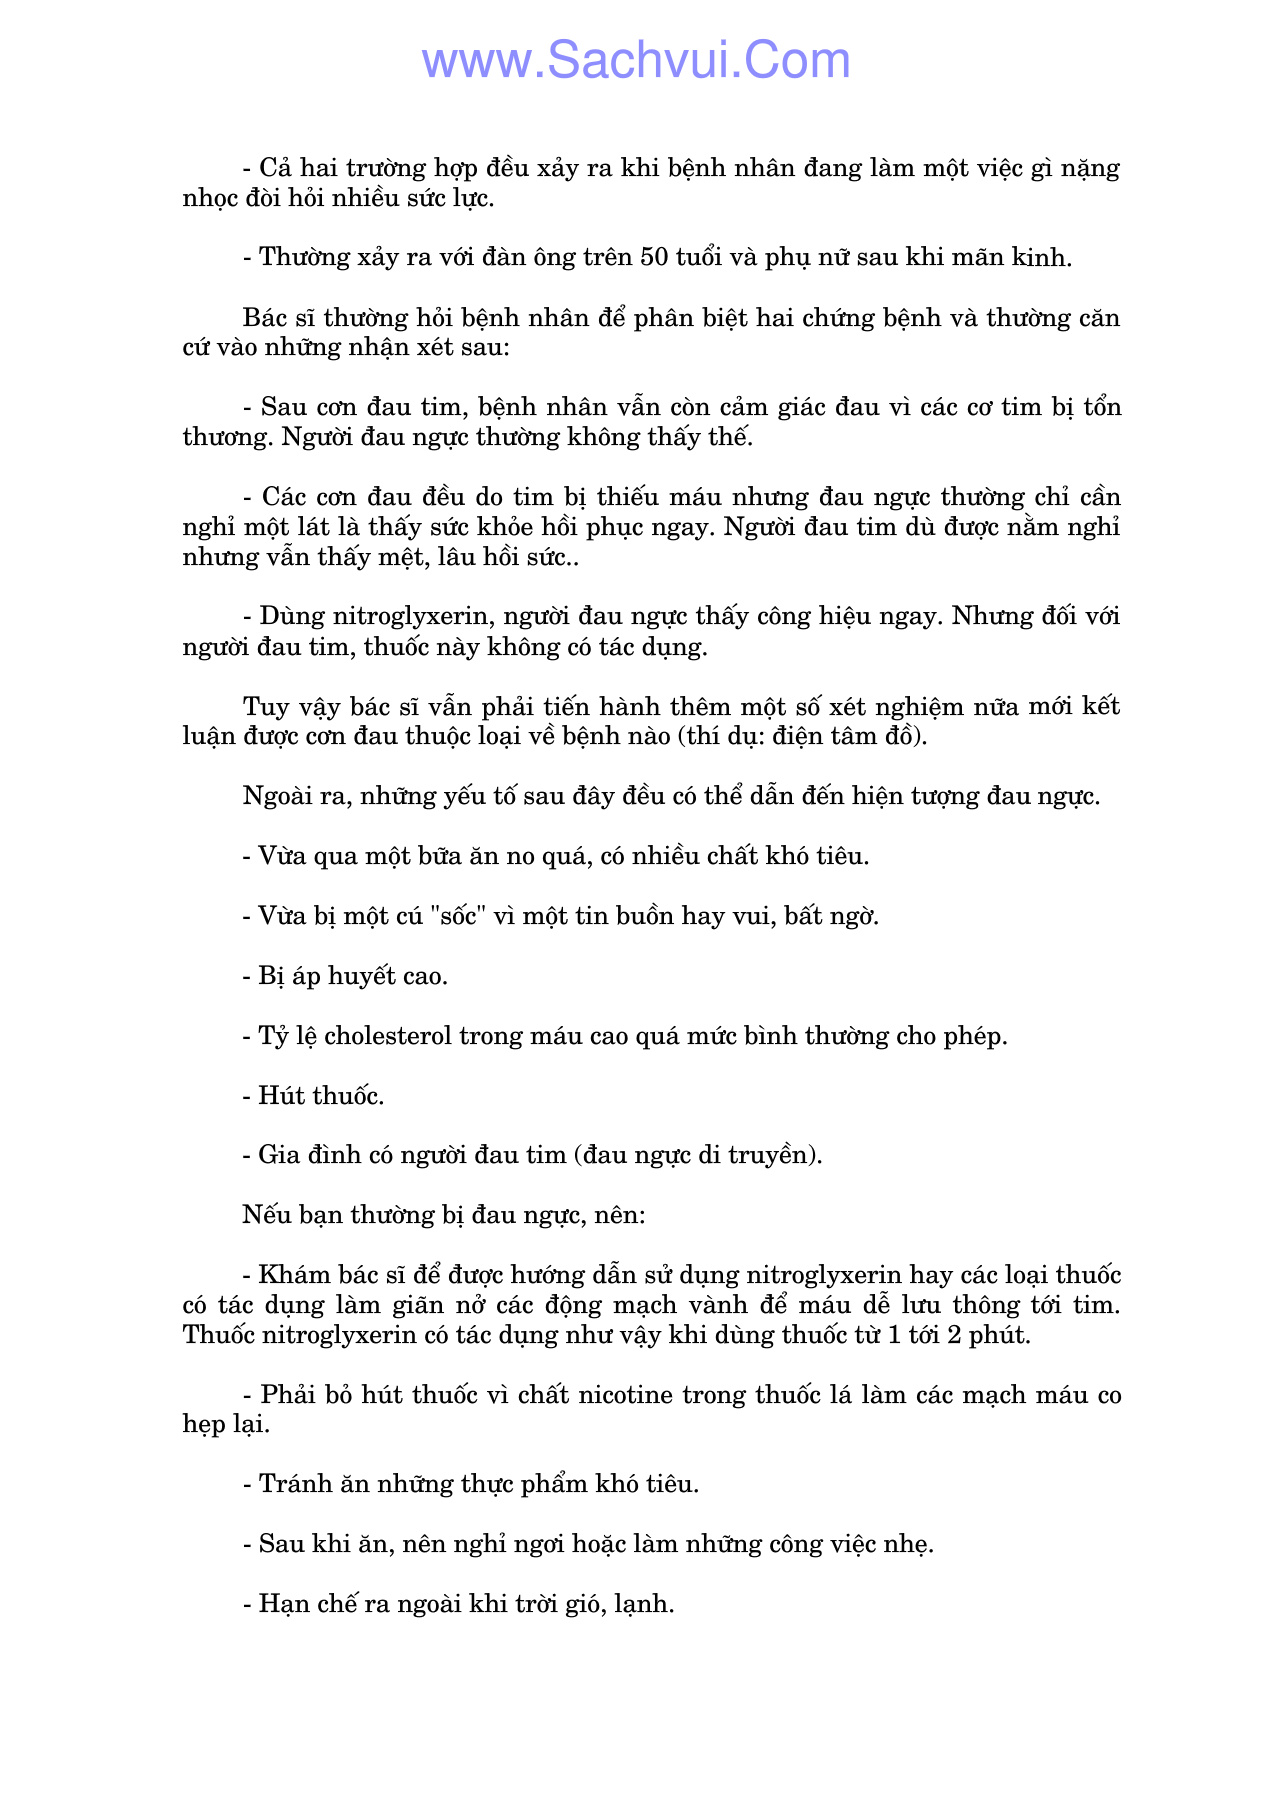 www.Sachvui.Com
- Cả hai trường hợp đều xảy ra khi bệnh nhân đang làm một việc gì nặng
nhọc đòi hỏi nhiều sức lực.
- Thường xảy ra với đàn ông trên 50 tuổi và phụ nữ sau khi mãn kinh.
Bác sĩ thường hỏi bệnh nhân để phân biệt hai chứng bệnh và thường căn
cứ vào những nhận xét sau:
- Sau cơn đau tim, bệnh nhân vẫn còn cảm giác đau vì các cơ tim bị tổn
thương. Người đau ngực thường không thấy thế.
- Các cơn đau đều do tim bị thiếu máu nhưng đau ngực thường chỉ cần
nghỉ một lát là thấy sức khỏe hồi phục ngay. Người đau tim dù được nằm nghỉ
nhưng vẫn thấy mệt, lâu hồi sức..
- Dùng nitroglyxerin, người đau ngực thấy công hiệu ngay. Nhưng đối với
người đau tim, thuốc này không có tác dụng.
Tuy vậy bác sĩ vẫn phải tiến hành thêm một số xét nghiệm nữa mới kết
luận được cơn đau thuộc loại về bệnh nào (thí dụ: điện tâm đồ).
Ngoài ra, những yếu tố sau đây đều có thể dẫn đến hiện tượng đau ngực.
- Vừa qua một bữa ăn no quá, có nhiều chất khó tiêu.
- Vừa bị một cú "sốc" vì một tin buồn hay vui, bất ngờ.
- Bị áp huyết cao.
- Tỷ lệ cholesterol trong máu cao quá mức bình thường cho phép.
- Hút thuốc.
- Gia đình có người đau tim (đau ngực di truyền).
Nếu bạn thường bị đau ngực, nên:
- Khám bác sĩ để được hướng dẫn sử dụng nitroglyxerin hay các loại thuốc
có tác dụng làm giãn nở các động mạch vành để máu dễ lưu thông tới tim.
Thuốc nitroglyxerin có tác dụng như vậy khi dùng thuốc từ 1 tới 2 phút.
- Phải bỏ hút thuốc vì chất nicotine trong thuốc lá làm các mạch máu co
hẹp lại.
- Tránh ăn những thực phẩm khó tiêu.
- Sau khi ăn, nên nghỉ ngơi hoặc làm những công việc nhẹ.
- Hạn chế ra ngoài khi trời gió, lạnh.